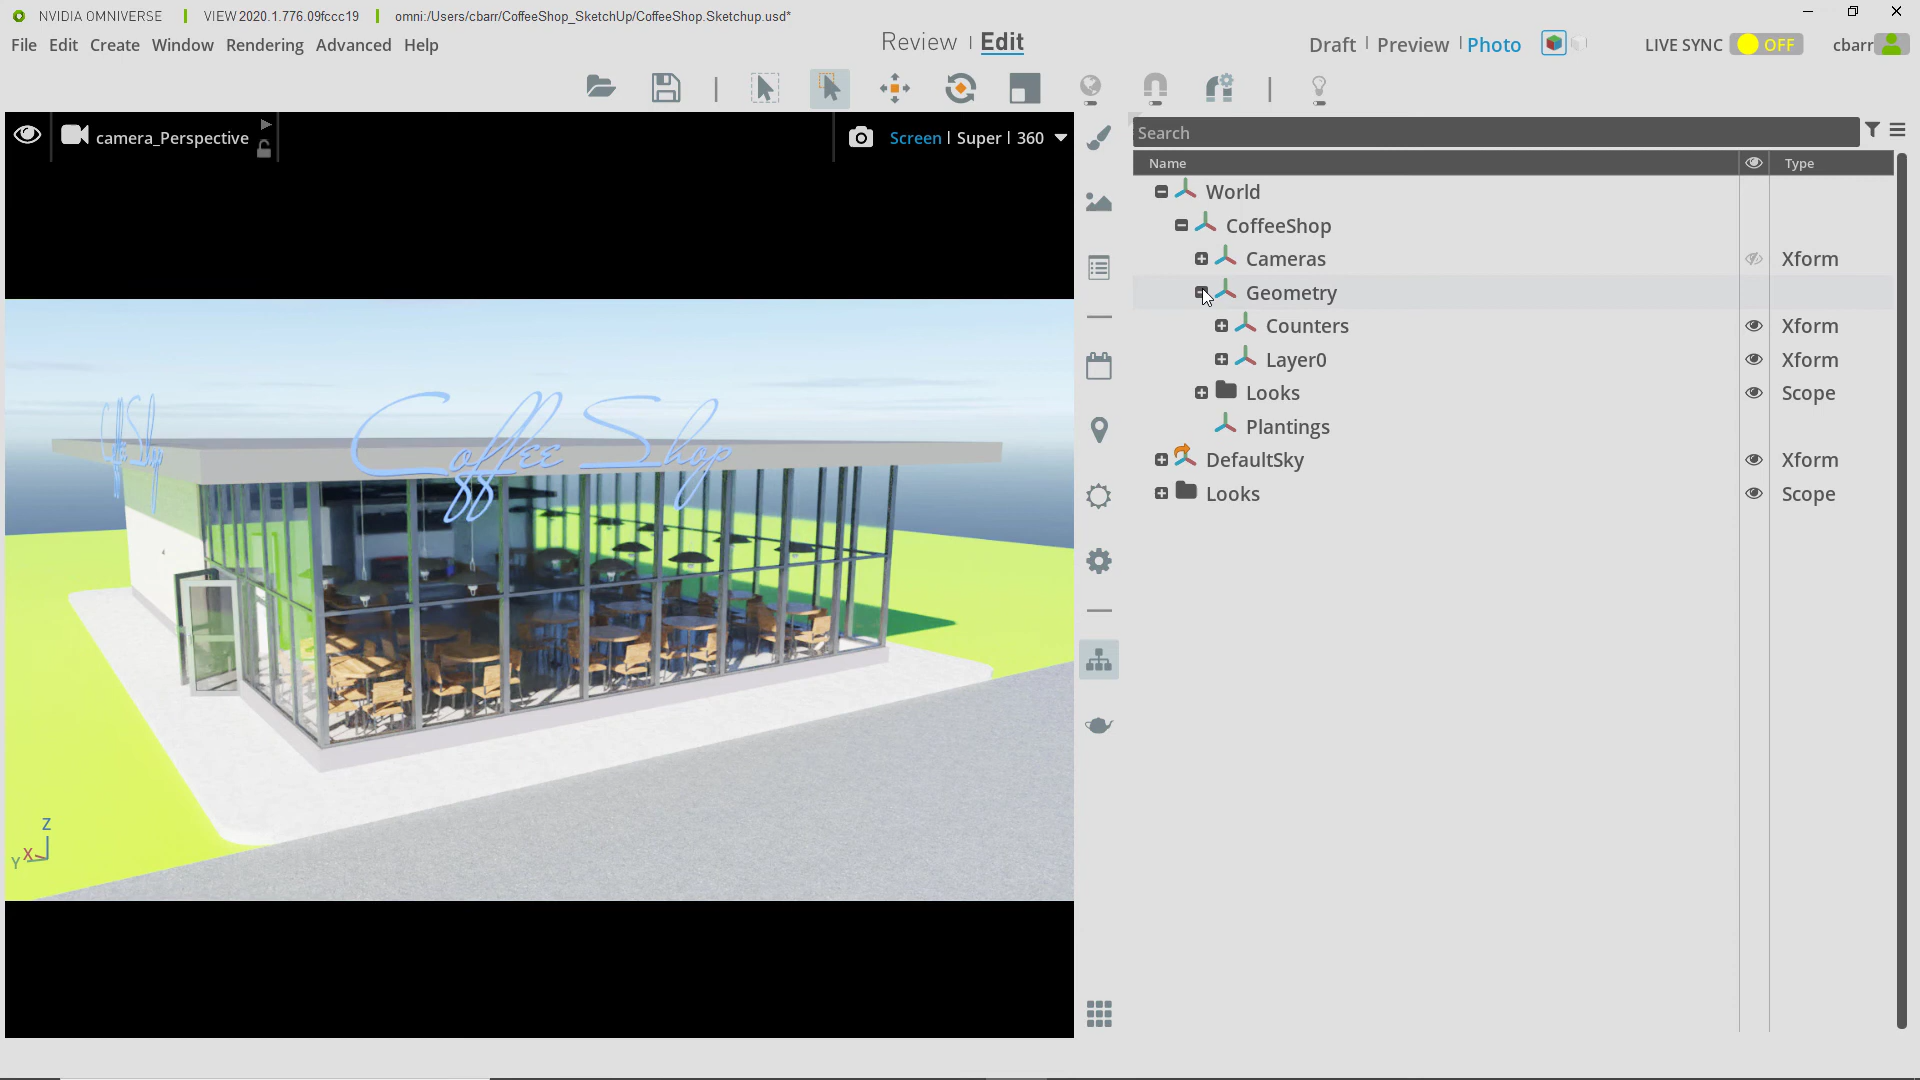 NVIDIA OMNIVERSE VIEW 2020.1.776.09fccc19 omni:/Users/cbarr/CoffeeShop_SketchUp/CoffeeShop.Sketchup.usd*
File Edit Create Window Rendering Advanced Help
Review | Edit
Draft | Preview | Photo
LIVE SYNC OFF cbarr
camera_Perspective
Screen | Super | 360
Coffee Shop
Coffee Shop
Z
X
Y
Search
Name Type
World
CoffeeShop
Cameras Xform
Geometry
Counters Xform
Layer0 Xform
Looks Scope
Plantings
DefaultSky Xform
Looks Scope